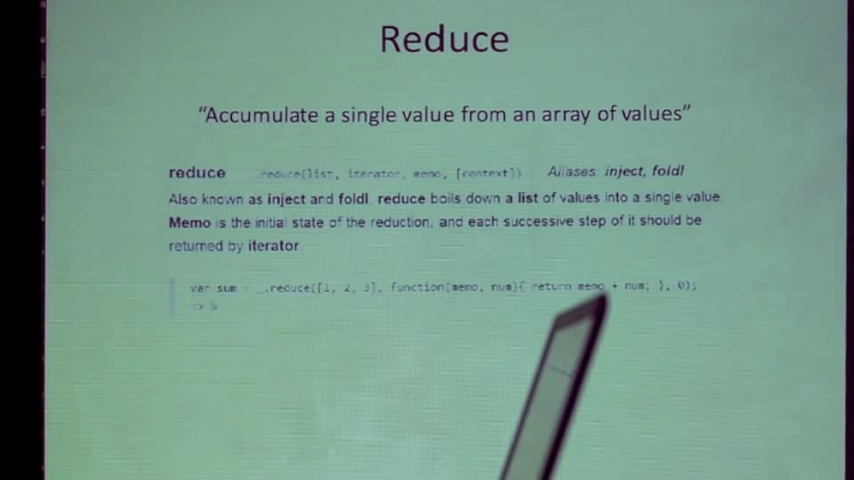 Reduce
“Accumulate a single value from an array of values”
reduce _.reduce(list, iterator, memo, [context]) Aliases: inject, foldl
Also known as inject and foldl, reduce boils down a list of values into a single value.
Memo is the initial state of the reduction, and each successive step of it should be
returned by iterator
var sum = _.reduce([1, 2, 3], function(memo, num){ return memo + num; }, 0);
=> 6